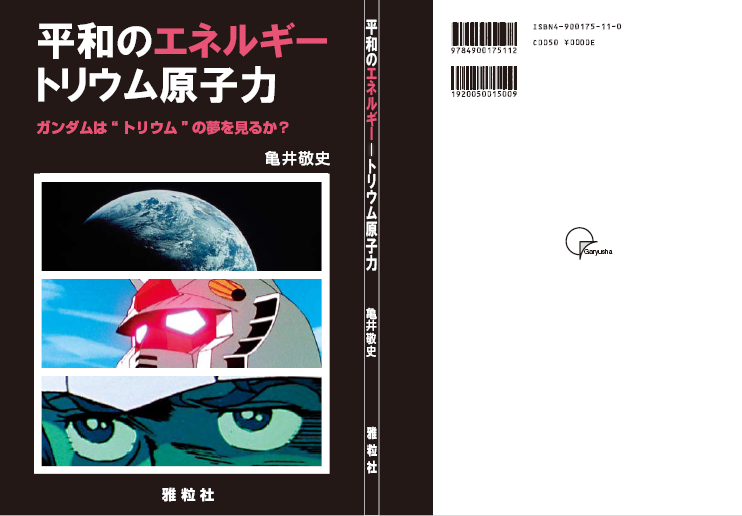 平和のエネルギー
トリウム原子力
ガンダムは“トリウム”の夢を見るか？
亀井敬史
雅粒社
平和のエネルギートリウム原子力
亀井敬史
雅粒社
ISBN4-900175-11-0
C0050 ¥0000E
9784900175112
1920050015009
Garyusha